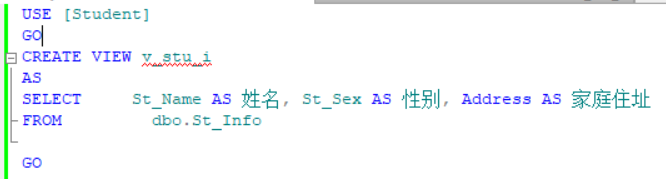 USE [Student]
GO
CREATE VIEW v_stu_i
AS
SELECT St_Name AS 姓名, St_Sex AS 性别, Address AS 家庭住址
FROM dbo.St_Info
GO